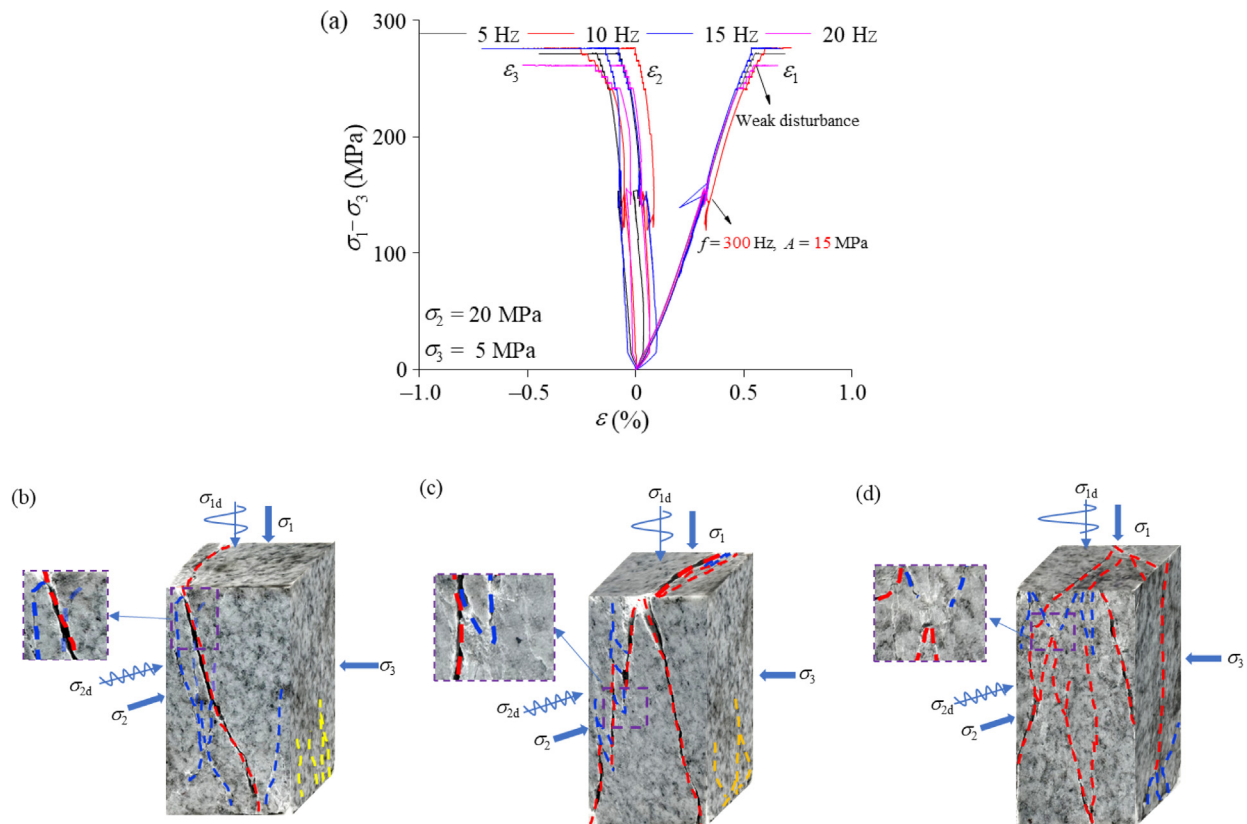 (a)
300
5 Hz 10 Hz 15 Hz 20 Hz
ε3 ε2 ε1
Weak disturbance
200
σ1−σ3 (MPa)
f = 300 Hz, A = 15 MPa
100
σ2 = 20 MPa
σ3 = 5 MPa
0
−1.0 −0.5 0 0.5 1.0
ε (%)
(b)
σ1d
σ1
σ2d
σ2
σ3
(c)
σ1d
σ1
σ2d
σ2
σ3
(d)
σ1d
σ1
σ2d
σ2
σ3